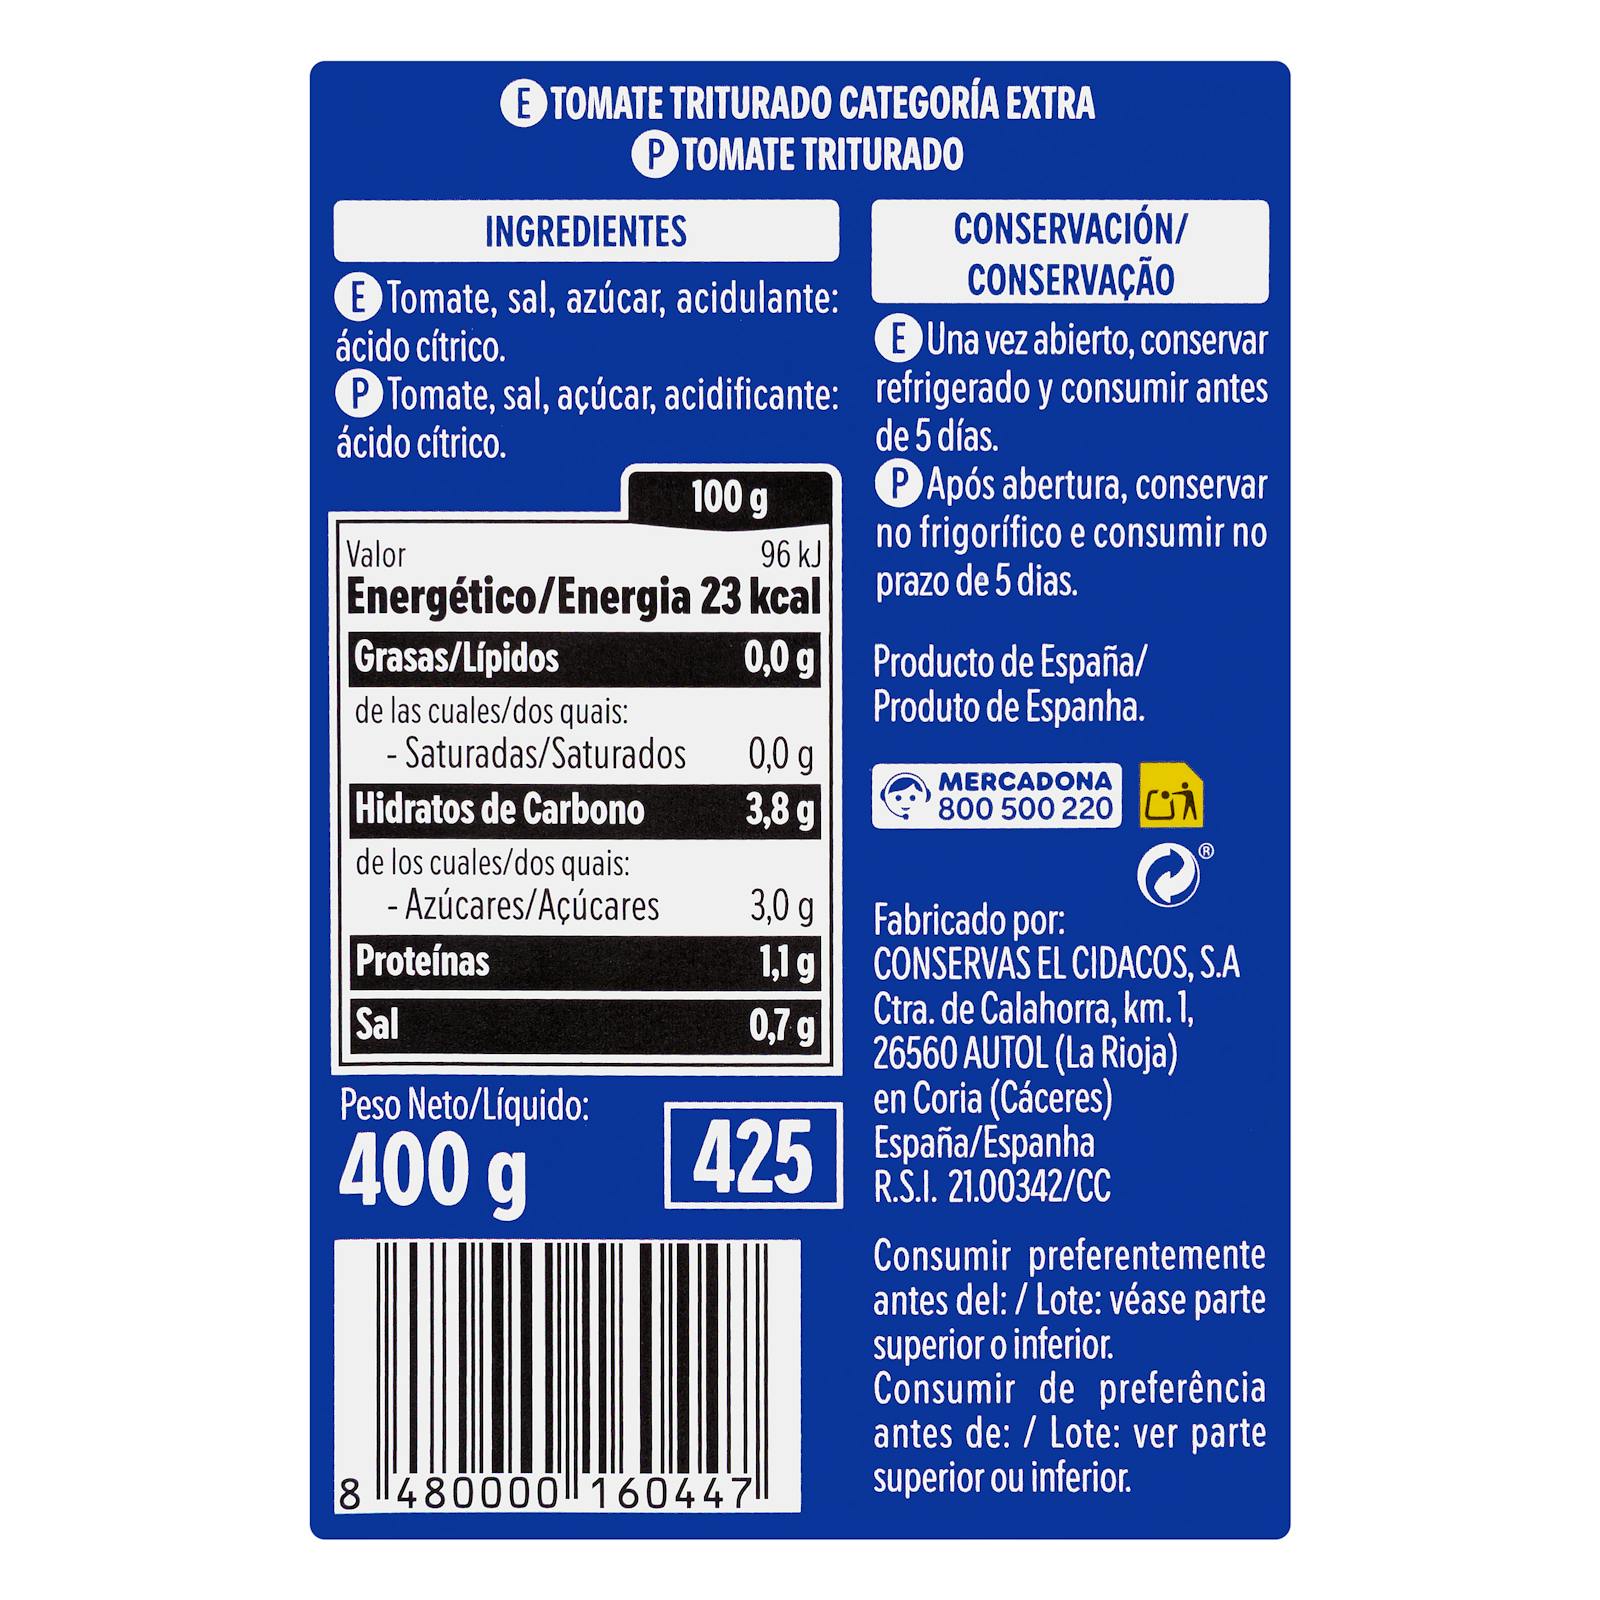 E TOMATE TRITURADO CATEGORÍA EXTRA
P TOMATE TRITURADO
INGREDIENTES
E Tomate, sal, azúcar, acidulante:
ácido cítrico.
P Tomate, sal, açúcar, acidificante:
ácido cítrico.
100 g
Valor 96 kJ
Energético/Energia 23 kcal
Grasas/Lípidos 0,0 g
de las cuales/dos quais:
- Saturadas/Saturados 0,0 g
Hidratos de Carbono 3,8 g
de los cuales/dos quais:
- Azúcares/Açúcares 3,0 g
Proteínas 1,1 g
Sal 0,7 g
Peso Neto/Líquido:
400 g
425
8 480000 160447
CONSERVACIÓN/
CONSERVAÇÃO
E Una vez abierto, conservar
refrigerado y consumir antes
de 5 días.
P Após abertura, conservar
no frigorífico e consumir no
prazo de 5 dias.
Producto de España/
Produto de Espanha.
MERCADONA
800 500 220
®
Fabricado por:
CONSERVAS EL CIDACOS, S.A
Ctra. de Calahorra, km. 1,
26560 AUTOL (La Rioja)
en Coria (Cáceres)
España/Espanha
R.S.I. 21.00342/CC
Consumir preferentemente
antes del: / Lote: véase parte
superior o inferior.
Consumir de preferência
antes de: / Lote: ver parte
superior ou inferior.